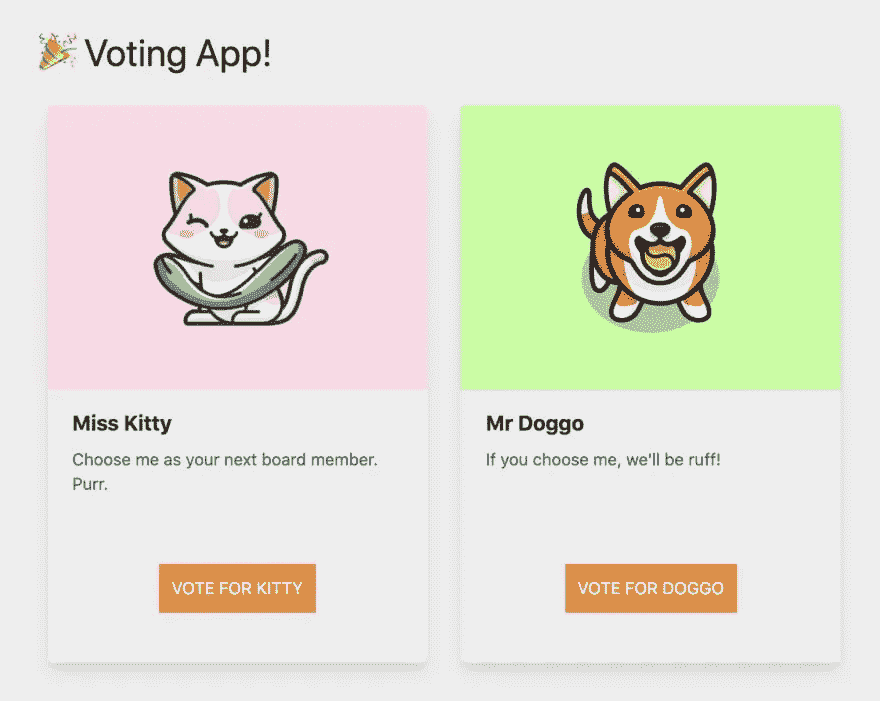 🎉 Voting App!
Miss Kitty
Choose me as your next board member.
Purr.
VOTE FOR KITTY
Mr Doggo
If you choose me, we'll be ruff!
VOTE FOR DOGGO